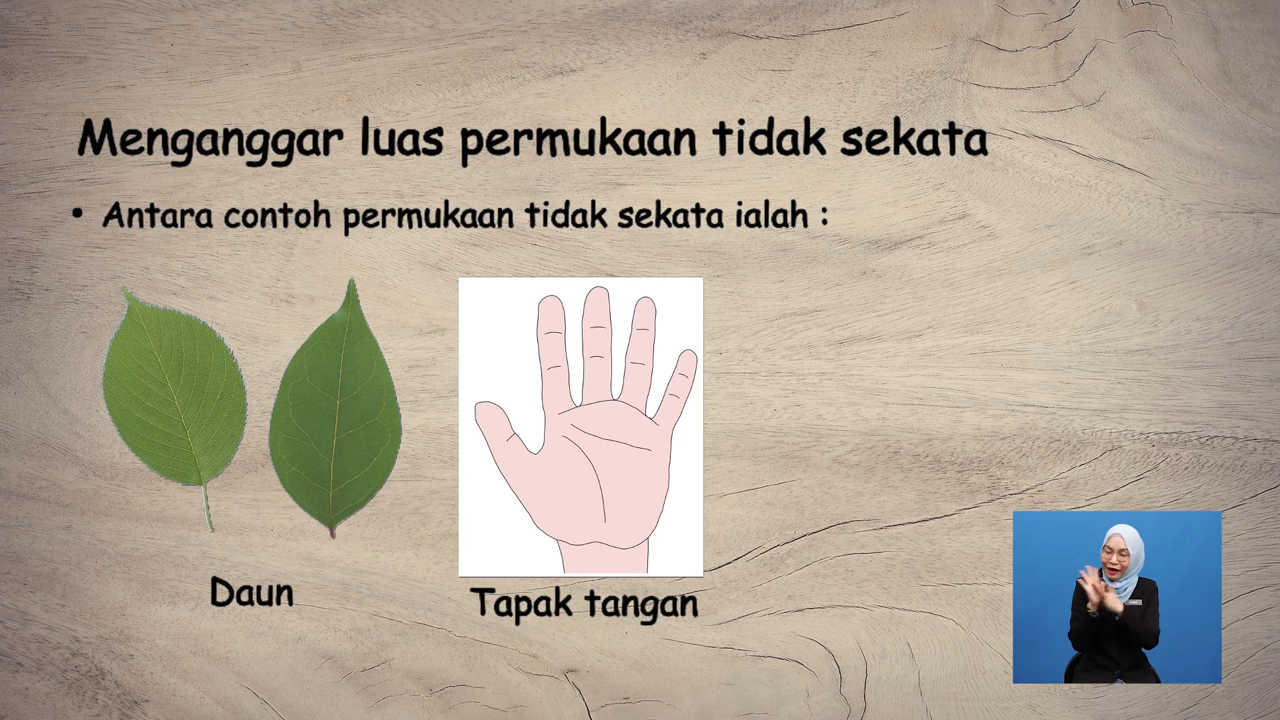 Menganggar luas permukaan tidak sekata
• Antara contoh permukaan tidak sekata ialah :
Daun
Tapak tangan